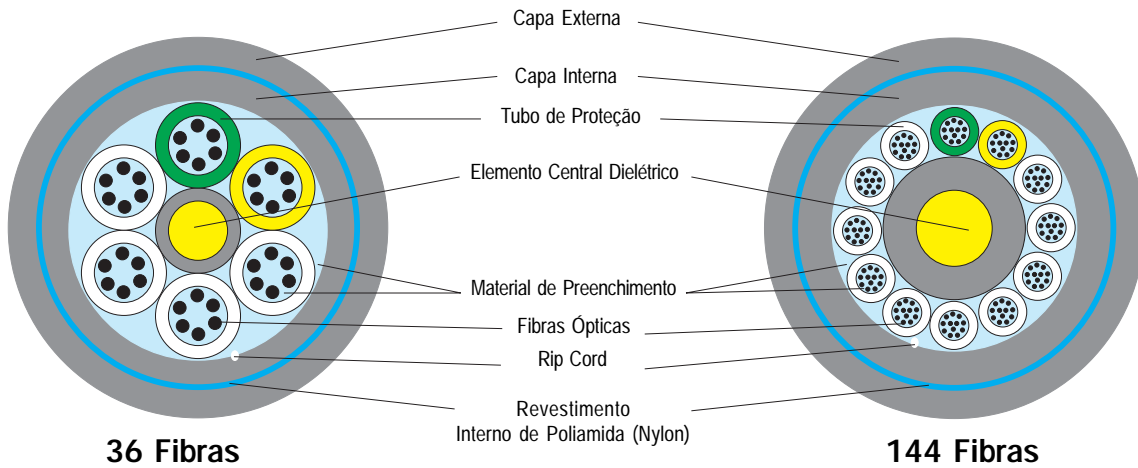 Capa Externa
Capa Interna
Tubo de Proteção
Elemento Central Dielétrico
Material de Preenchimento
Fibras Ópticas
Rip Cord
Revestimento
Interno de Poliamida (Nylon)
36 Fibras
144 Fibras